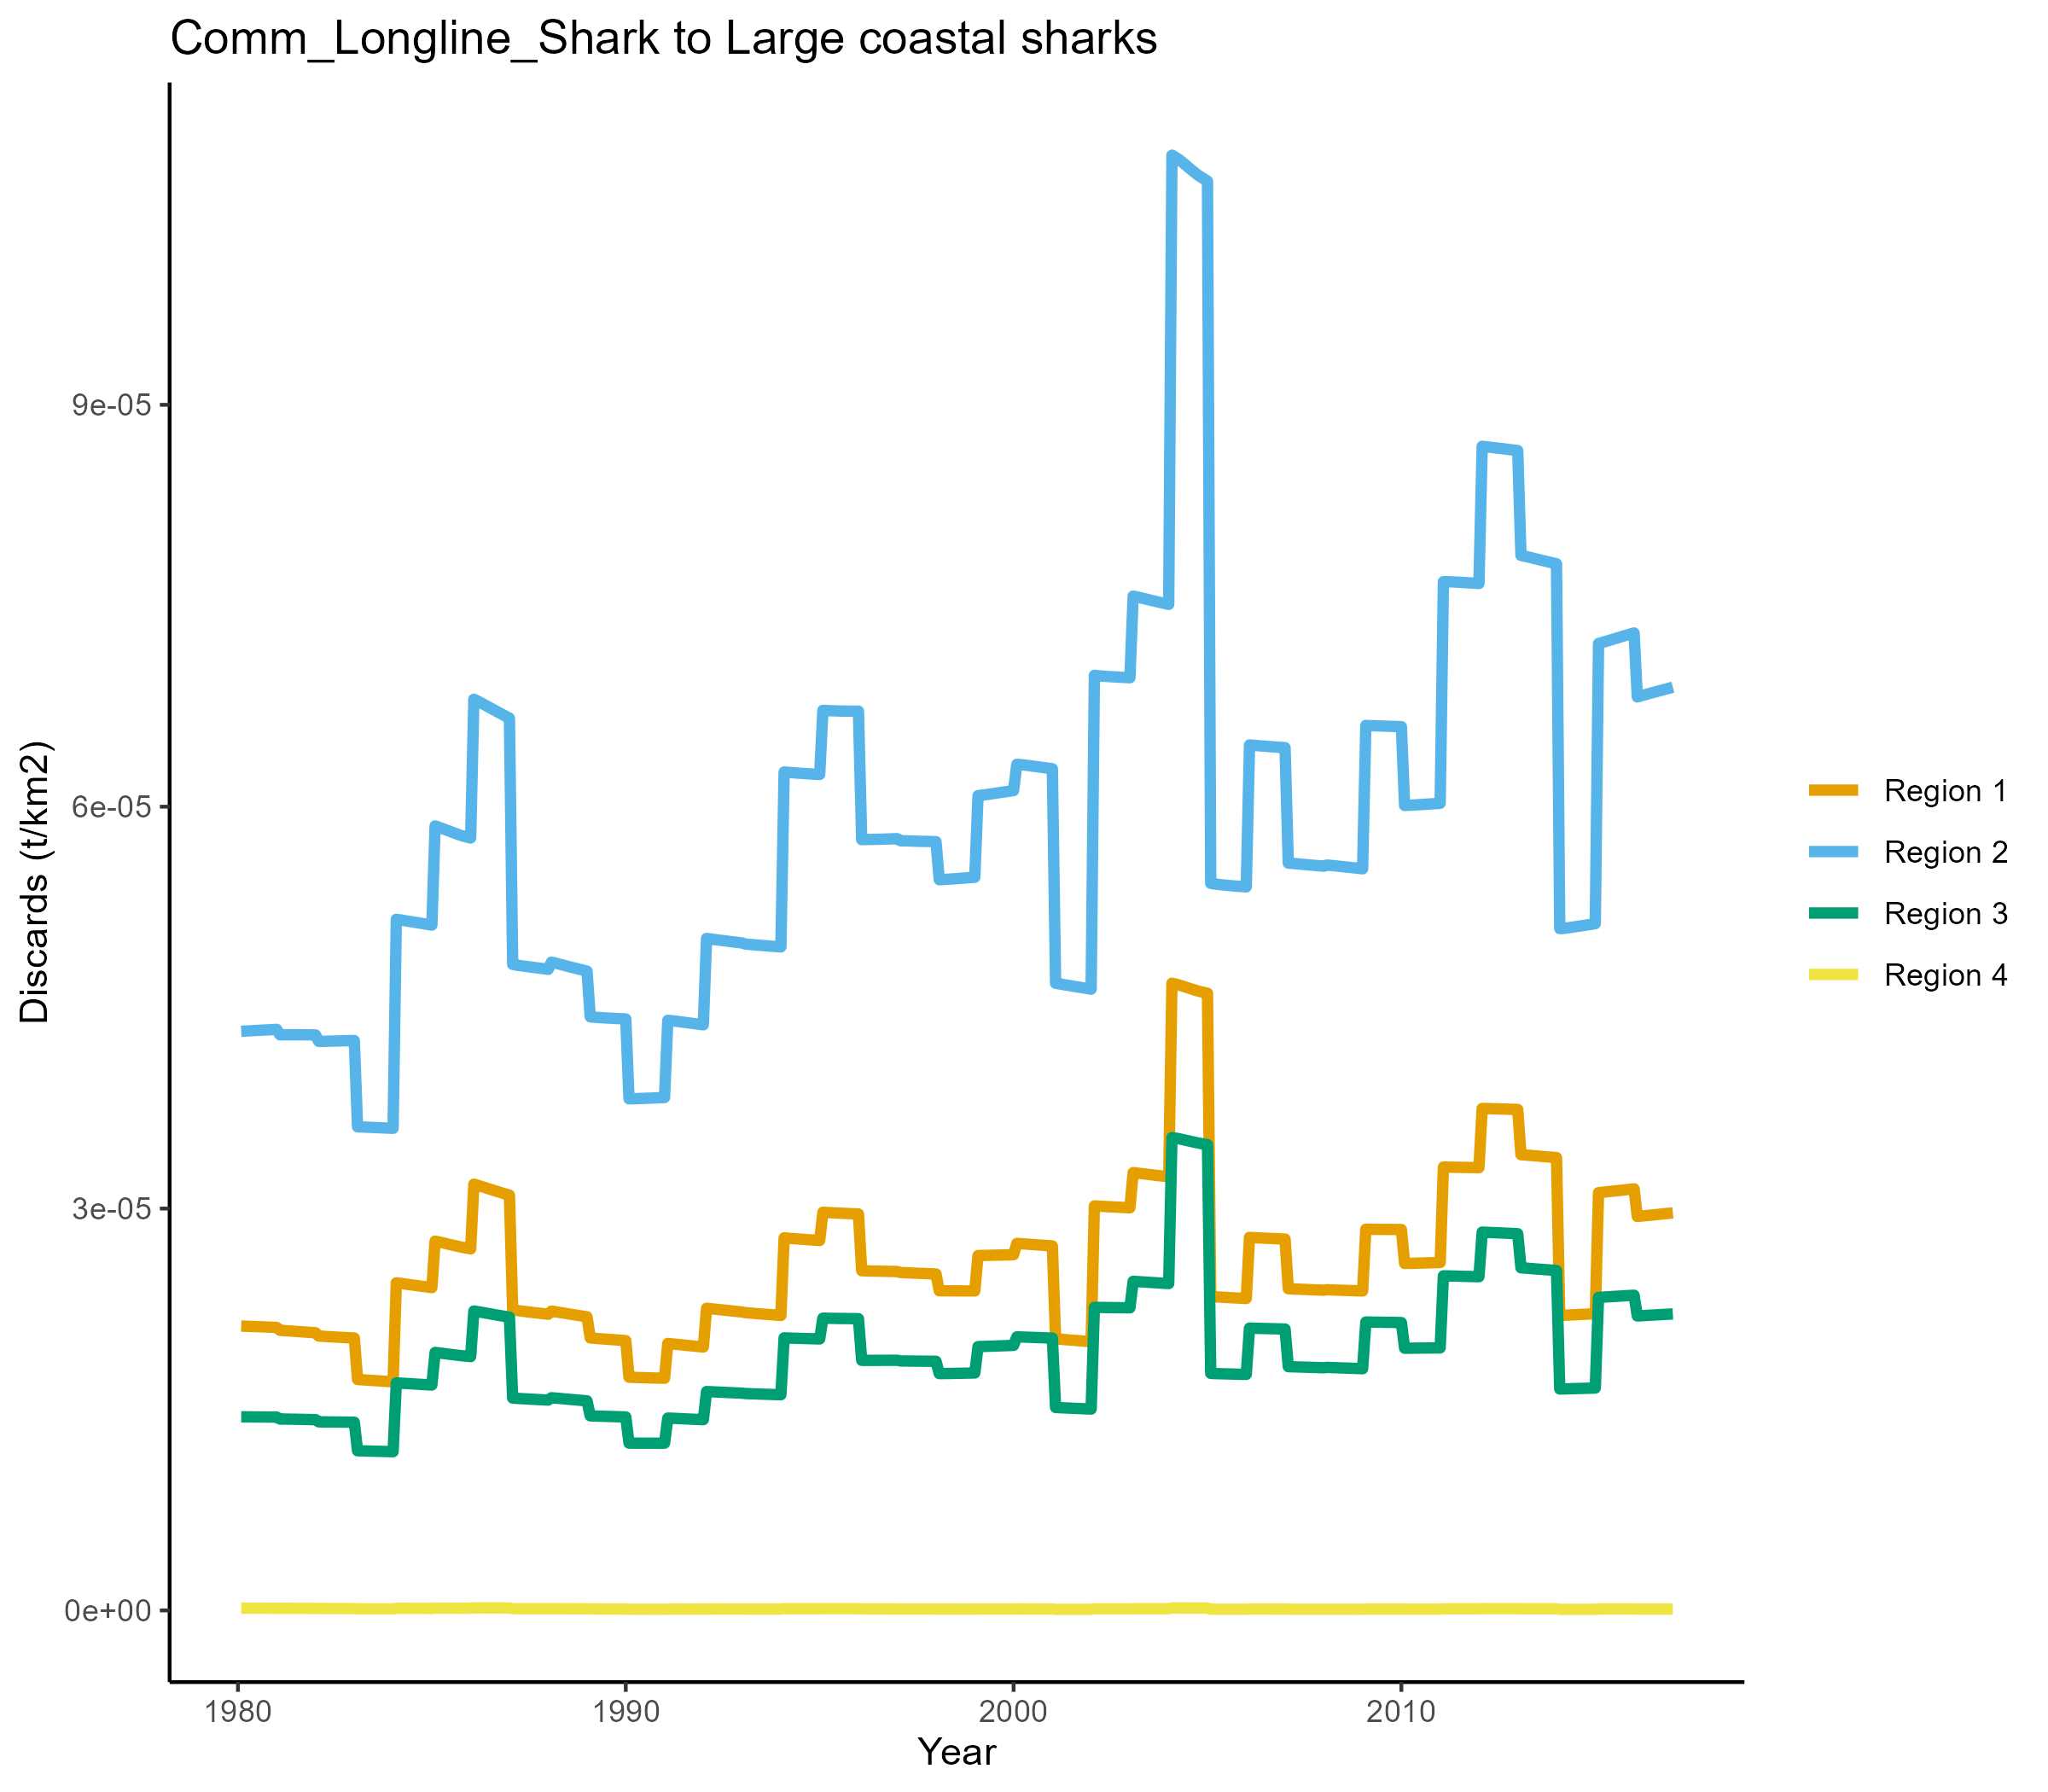 Comm_Longline_Shark to Large coastal sharks
Discards (t/km2)
9e-05
6e-05
3e-05
0e+00
1980
1990
2000
2010
Year
Region 1
Region 2
Region 3
Region 4